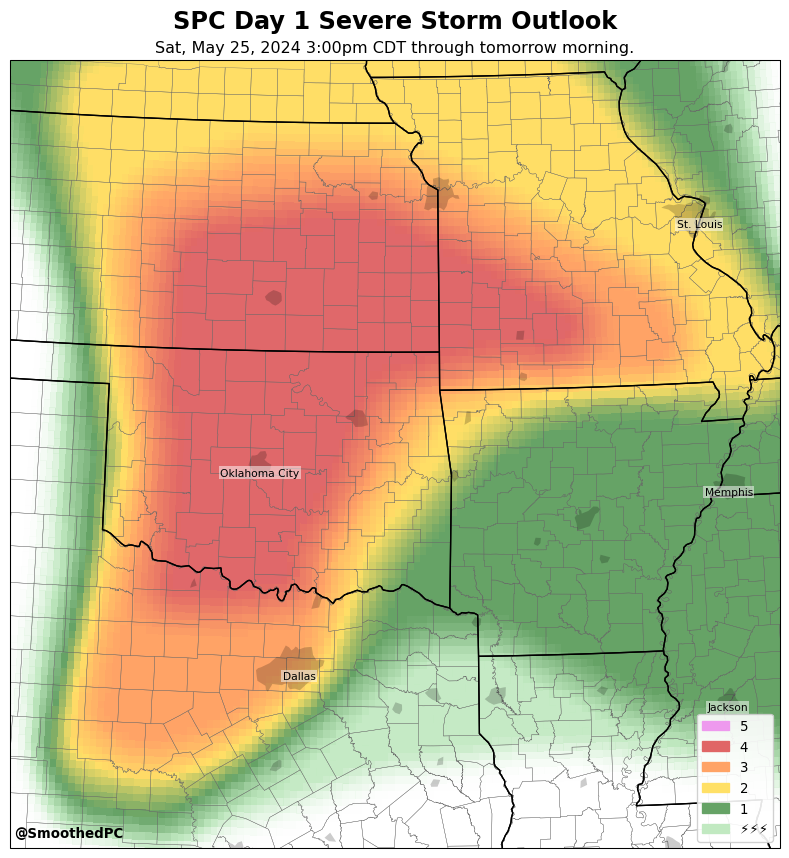 SPC Day 1 Severe Storm Outlook
Sat, May 25, 2024 3:00pm CDT through tomorrow morning.
St. Louis
Oklahoma City
Memphis
Dallas
Jackson
5
4
3
2
1
⚡⚡⚡
@SmoothedPC